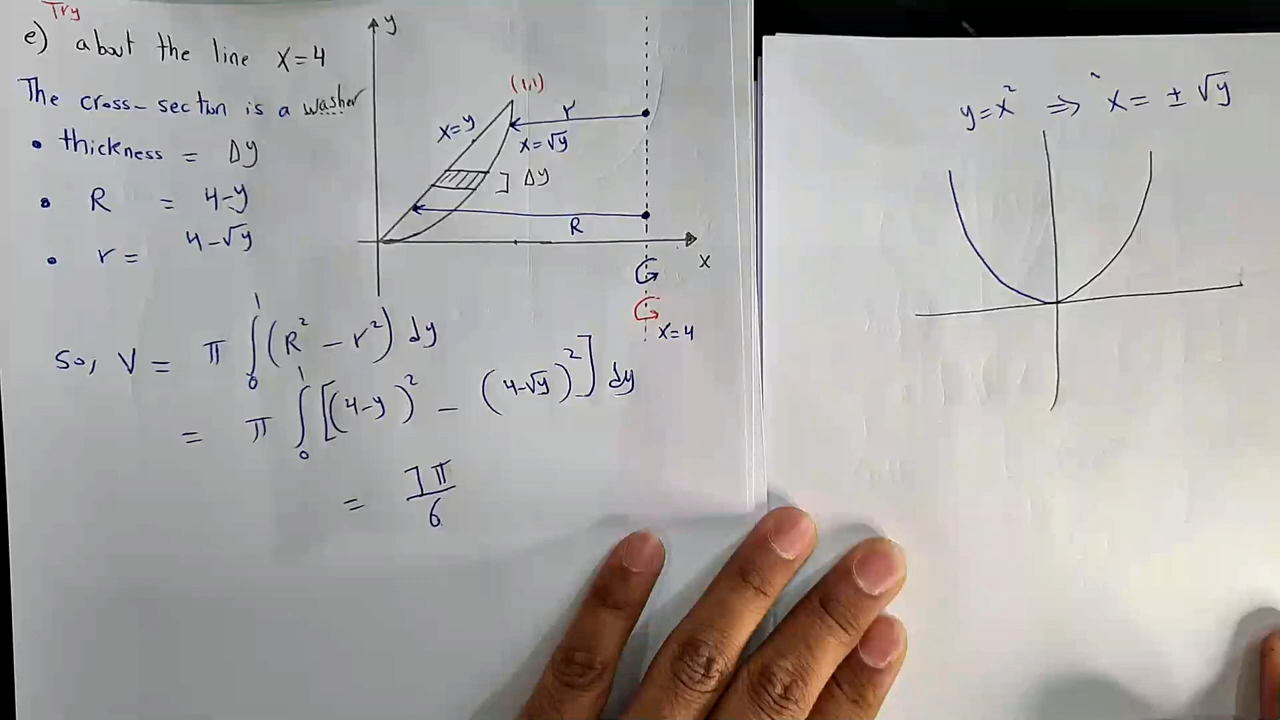 Try
e) about the line x=4
The cross-section is a washer
• thickness = Δy
• R = 4-y
• r = 4-√y
y
(1,1)
x=y
r
x=√y
] Δy
R
x
x=4
So, V = π ∫₀¹ (R² - r²) dy
= π ∫₀¹ [(4-y)² - (4-√y)²] dy
= 7π/6
y=x² ⇒ x= ±√y